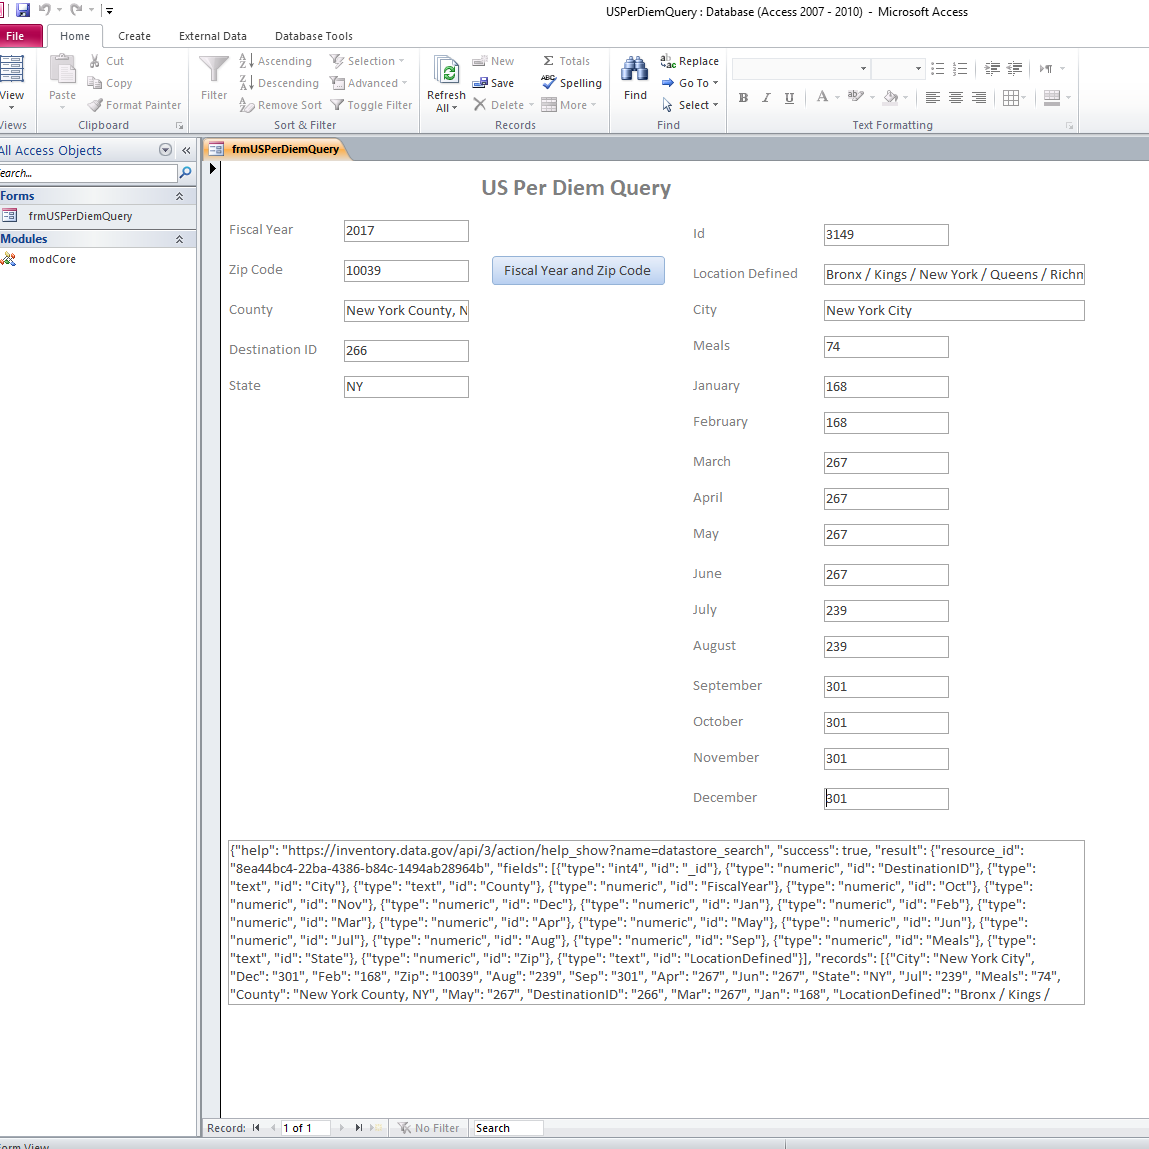 USPerDiemQuery : Database (Access 2007 - 2010) - Microsoft Access
File Home Create External Data Database Tools
View
Views
Paste
Cut
Copy
Format Painter
Clipboard
Filter
Ascending
Descending
Remove Sort
Selection
Advanced
Toggle Filter
Sort & Filter
Refresh
All
New
Save
Delete
Totals
Spelling
More
Records
Find
Replace
Go To
Select
Find
B I U A
Text Formatting
All Access Objects
earch...
Forms
frmUSPerDiemQuery
Modules
modCore
frmUSPerDiemQuery
US Per Diem Query
Fiscal Year 2017
Zip Code 10039
Fiscal Year and Zip Code
County New York County, N
Destination ID 266
State NY
Id 3149
Location Defined Bronx / Kings / New York / Queens / Richn
City New York City
Meals 74
January 168
February 168
March 267
April 267
May 267
June 267
July 239
August 239
September 301
October 301
November 301
December 301
{"help": "https://inventory.data.gov/api/3/action/help_show?name=datastore_search", "success": true, "result": {"resource_id":
"8ea44bc4-22ba-4386-b84c-1494ab28964b", "fields": [{"type": "int4", "id": "_id"}, {"type": "numeric", "id": "DestinationID"}, {"type":
"text", "id": "City"}, {"type": "text", "id": "County"}, {"type": "numeric", "id": "FiscalYear"}, {"type": "numeric", "id": "Oct"}, {"type":
"numeric", "id": "Nov"}, {"type": "numeric", "id": "Dec"}, {"type": "numeric", "id": "Jan"}, {"type": "numeric", "id": "Feb"}, {"type":
"numeric", "id": "Mar"}, {"type": "numeric", "id": "Apr"}, {"type": "numeric", "id": "May"}, {"type": "numeric", "id": "Jun"}, {"type":
"numeric", "id": "Jul"}, {"type": "numeric", "id": "Aug"}, {"type": "numeric", "id": "Sep"}, {"type": "numeric", "id": "Meals"}, {"type":
"text", "id": "State"}, {"type": "numeric", "id": "Zip"}, {"type": "text", "id": "LocationDefined"}], "records": [{"City": "New York City",
"Dec": "301", "Feb": "168", "Zip": "10039", "Aug": "239", "Sep": "301", "Apr": "267", "Jun": "267", "State": "NY", "Jul": "239", "Meals": "74",
"County": "New York County, NY", "May": "267", "DestinationID": "266", "Mar": "267", "Jan": "168", "LocationDefined": "Bronx / Kings /
Record: 1 of 1 No Filter Search
orm View